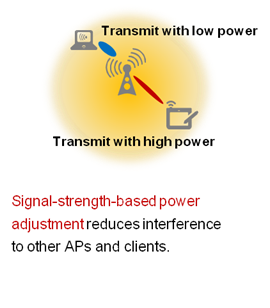 Transmit with low power
Transmit with high power
Signal-strength-based power
adjustment reduces interference
to other APs and clients.